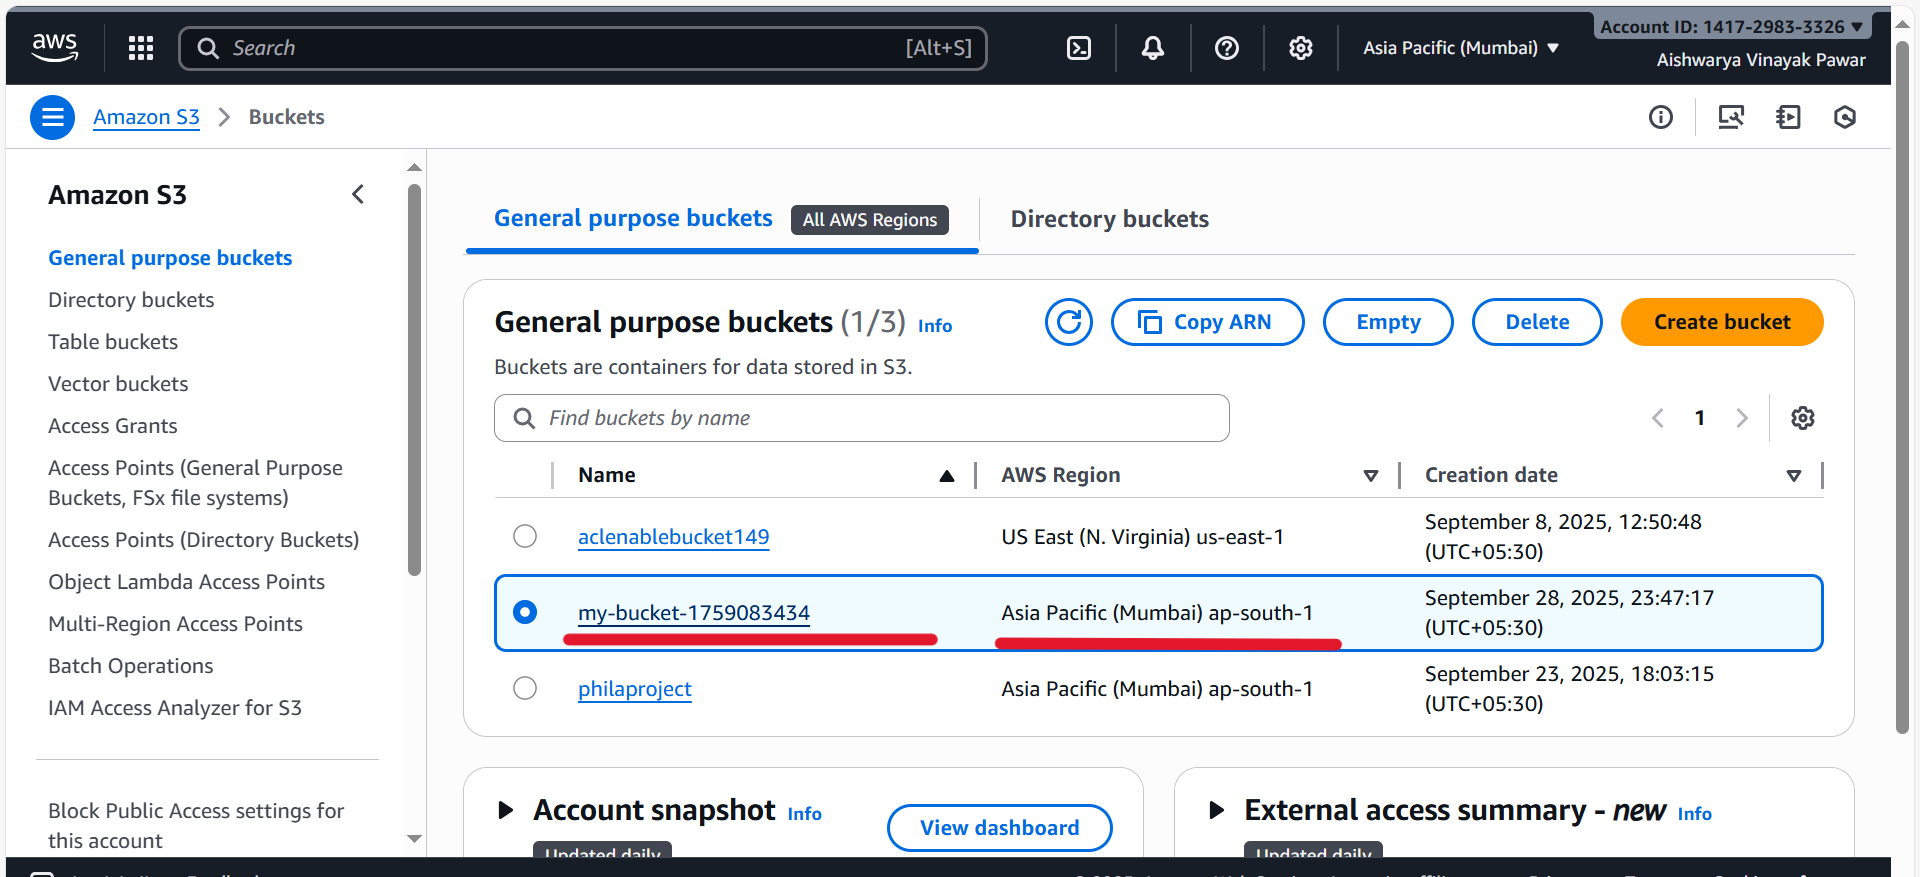 aws
Search
[Alt+S]
Asia Pacific (Mumbai)
Account ID: 1417-2983-3326
Aishwarya Vinayak Pawar
Amazon S3
Buckets
Amazon S3
General purpose buckets
Directory buckets
Table buckets
Vector buckets
Access Grants
Access Points (General Purpose
Buckets, FSx file systems)
Access Points (Directory Buckets)
Object Lambda Access Points
Multi-Region Access Points
Batch Operations
IAM Access Analyzer for S3
Block Public Access settings for
this account
General purpose buckets
All AWS Regions
Directory buckets
General purpose buckets (1/3) Info
Copy ARN
Empty
Delete
Create bucket
Buckets are containers for data stored in S3.
Find buckets by name
1
Name
AWS Region
Creation date
aclenablebucket149
US East (N. Virginia) us-east-1
September 8, 2025, 12:50:48
(UTC+05:30)
my-bucket-1759083434
Asia Pacific (Mumbai) ap-south-1
September 28, 2025, 23:47:17
(UTC+05:30)
philaproject
Asia Pacific (Mumbai) ap-south-1
September 23, 2025, 18:03:15
(UTC+05:30)
Account snapshot Info
View dashboard
Updated daily
External access summary - new Info
Updated daily